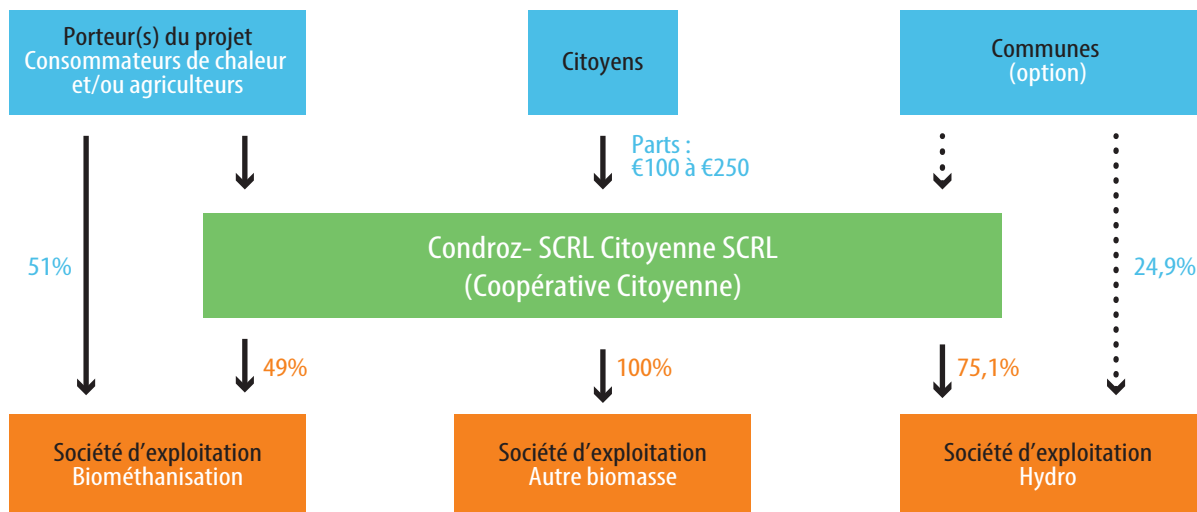 Porteur(s) du projet
Consommateurs de chaleur
et/ou agriculteurs
Citoyens
Communes
(option)
Parts :
€100 à €250
Condroz- SCRL Citoyenne SCRL
(Coopérative Citoyenne)
51%
24,9%
49%
100%
75,1%
Société d'exploitation
Biométhanisation
Société d'exploitation
Autre biomasse
Société d'exploitation
Hydro